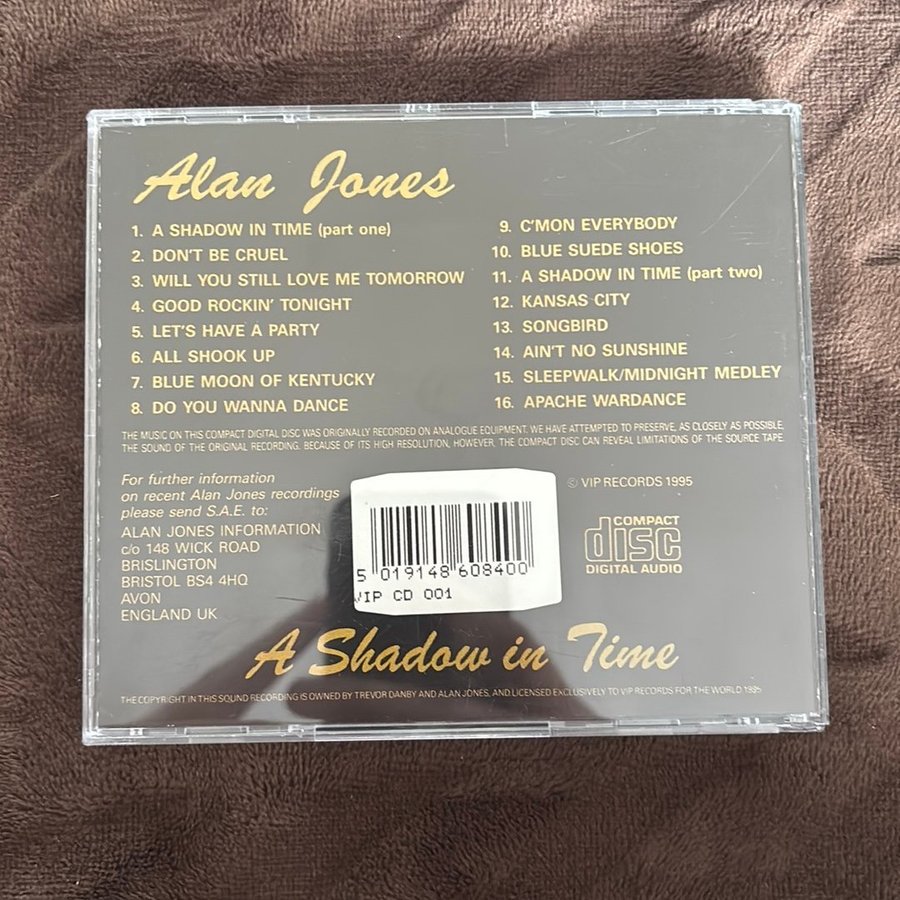 Alan Jones
1. A SHADOW IN TIME (part one)
2. DON'T BE CRUEL
3. WILL YOU STILL LOVE ME TOMORROW
4. GOOD ROCKIN' TONIGHT
5. LET'S HAVE A PARTY
6. ALL SHOOK UP
7. BLUE MOON OF KENTUCKY
8. DO YOU WANNA DANCE
9. C'MON EVERYBODY
10. BLUE SUEDE SHOES
11. A SHADOW IN TIME (part two)
12. KANSAS CITY
13. SONGBIRD
14. AIN'T NO SUNSHINE
15. SLEEPWALK/MIDNIGHT MEDLEY
16. APACHE WARDANCE
THE MUSIC ON THIS COMPACT DIGITAL DISC WAS ORIGINALLY RECORDED ON ANALOGUE EQUIPMENT. WE HAVE ATTEMPTED TO PRESERVE, AS CLOSELY AS POSSIBLE,
THE SOUND OF THE ORIGINAL RECORDING. BECAUSE OF ITS HIGH RESOLUTION, HOWEVER, THE COMPACT DISC CAN REVEAL LIMITATIONS OF THE SOURCE TAPE.
For further information
on recent Alan Jones recordings
please send S.A.E. to:
ALAN JONES INFORMATION
c/o 148 WICK ROAD
BRISLINGTON
BRISTOL BS4 4HQ
AVON
ENGLAND UK
5 019148 608400
VIP CD 001
© VIP RECORDS 1995
COMPACT
disc
DIGITAL AUDIO
A Shadow in Time
THE COPYRIGHT IN THIS SOUND RECORDING IS OWNED BY TREVOR DANBY AND ALAN JONES, AND LICENSED EXCLUSIVELY TO VIP RECORDS FOR THE WORLD 1995